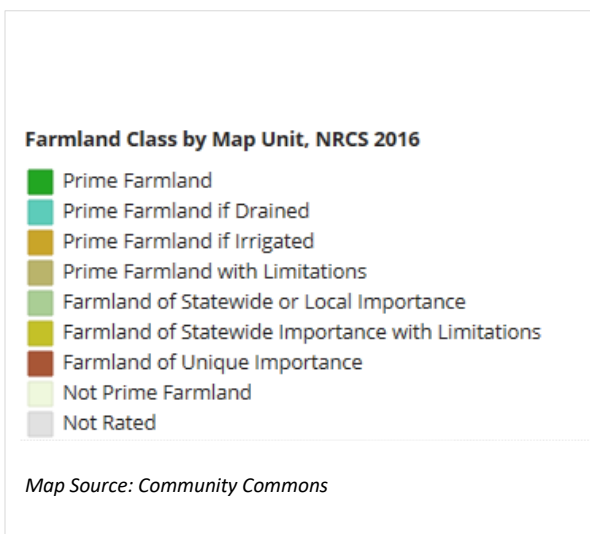 Farmland Class by Map Unit, NRCS 2016
Prime Farmland
Prime Farmland if Drained
Prime Farmland if Irrigated
Prime Farmland with Limitations
Farmland of Statewide or Local Importance
Farmland of Statewide Importance with Limitations
Farmland of Unique Importance
Not Prime Farmland
Not Rated
Map Source: Community Commons